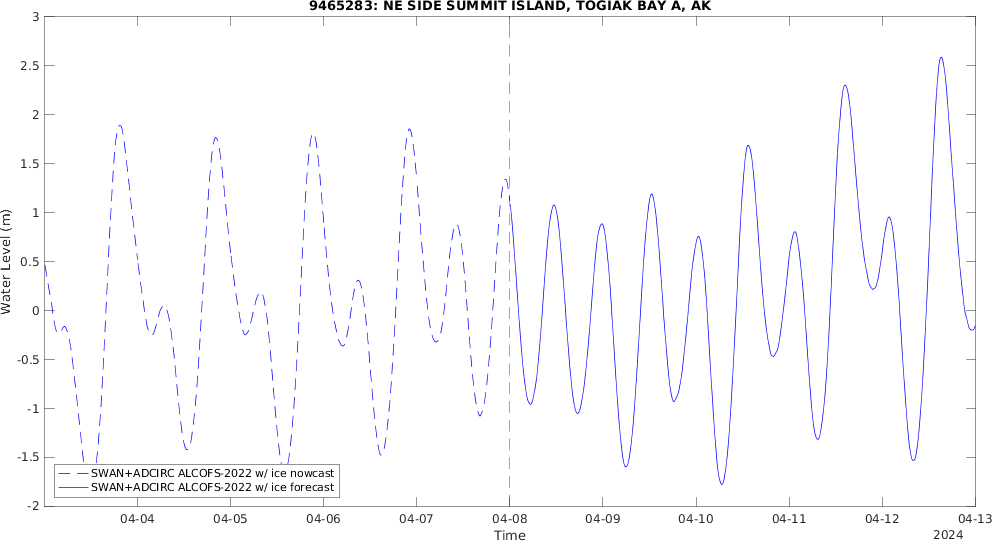 9465283: NE SIDE SUMMIT ISLAND, TOGIAK BAY A, AK
Water Level (m)
3
2.5
2
1.5
1
0.5
0
-0.5
-1
-1.5
-2
SWAN+ADCIRC ALCOFS-2022 w/ ice nowcast
SWAN+ADCIRC ALCOFS-2022 w/ ice forecast
04-04 04-05 04-06 04-07 04-08 04-09 04-10 04-11 04-12 04-13
Time
2024